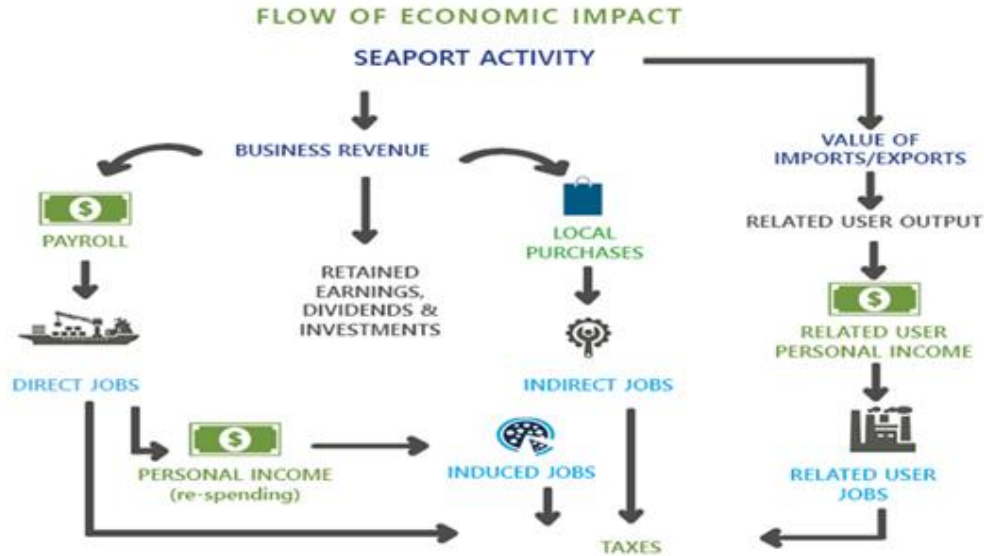 FLOW OF ECONOMIC IMPACT
SEAPORT ACTIVITY
BUSINESS REVENUE
VALUE OF
IMPORTS/EXPORTS
$
PAYROLL
LOCAL
PURCHASES
RELATED USER OUTPUT
RETAINED
EARNINGS,
DIVIDENDS &
INVESTMENTS
$
RELATED USER
PERSONAL INCOME
DIRECT JOBS
INDIRECT JOBS
$
PERSONAL INCOME
(re-spending)
INDUCED JOBS
RELATED USER
JOBS
TAXES